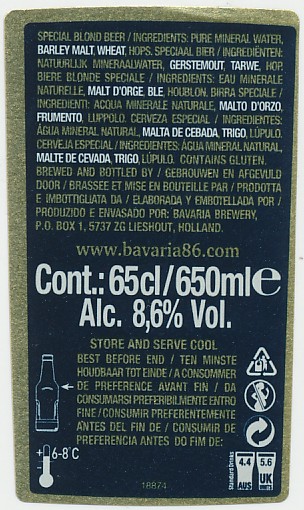 SPECIAL BLOND BEER / INGREDIENTS: PURE MINERAL WATER,
BARLEY MALT, WHEAT, HOPS. SPECIAAL BIER / INGREDIËNTEN:
NATUURLIJK MINERAALWATER, GERSTEMOUT, TARWE, HOP.
BIÈRE BLONDE SPECIALE / INGREDIENTS: EAU MINERALE
NATURELLE, MALT D'ORGE, BLE, HOUBLON. BIRRA SPECIALE /
INGREDIENTI: ACQUA MINERALE NATURALE, MALTO D'ORZO,
FRUMENTO, LUPPOLO. CERVEZA ESPECIAL / INGREDIENTES:
ÁGUA MINERAL NATURAL, MALTA DE CEBADA, TRIGO, LÚPULO.
CERVEJA ESPECIAL / INGREDIENTES: ÁGUA MINERAL NATURAL,
MALTE DE CEVADA, TRIGO, LÚPULO. CONTAINS GLUTEN.
BREWED AND BOTTLED BY / GEBROUWEN EN AFGEVULD
DOOR / BRASSEE ET MISE EN BOUTEILLE PAR / PRODOTTA
E IMBOTTIGLIATA DA / ELABORADA Y EMBOTELLADA POR /
PRODUZIDO E ENVASADO POR: BAVARIA BREWERY,
P.O. BOX 1, 5737 ZG LIESHOUT, HOLLAND.
www.bavaria86.com
Cont.: 65cl/650ml℮
Alc. 8,6% Vol.
STORE AND SERVE COOL
BEST BEFORE END / TEN MINSTE
HOUDBAAR TOT EINDE / A CONSOMMER
DE PREFERENCE AVANT FIN / DA
CONSUMARSI PREFERIBILMENTE ENTRO
FINE / CONSUMIR PREFERENTEMENTE
ANTES DEL FIN DE / CONSUMIR DE
PREFERENCIA ANTES DO FIM DE:
6-8°C
Standard Drinks
4.4
AUS
5.6
UK
18874